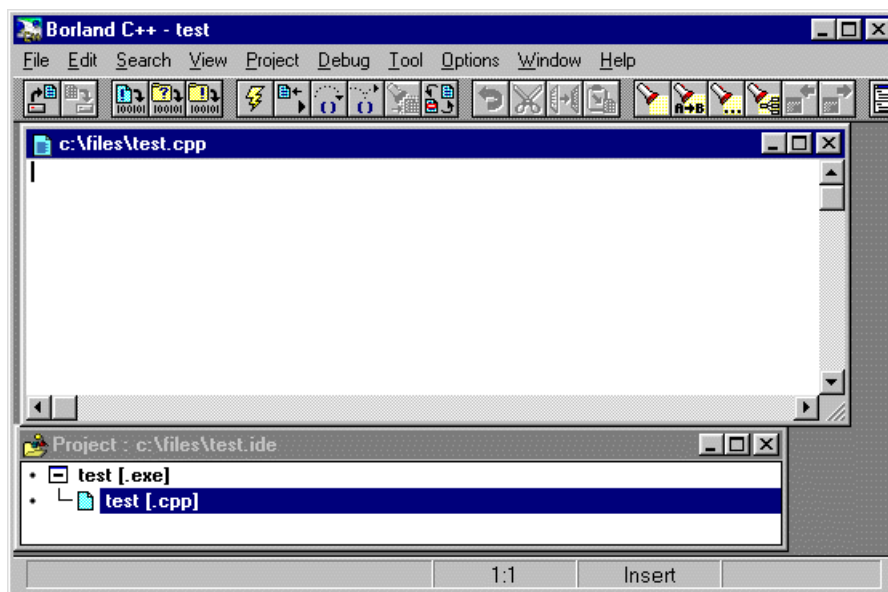 Borland C++ - test
File Edit Search View Project Debug Tool Options Window Help
c:\files\test.cpp
Project : c:\files\test.ide
test [.exe]
test [.cpp]
1:1 Insert